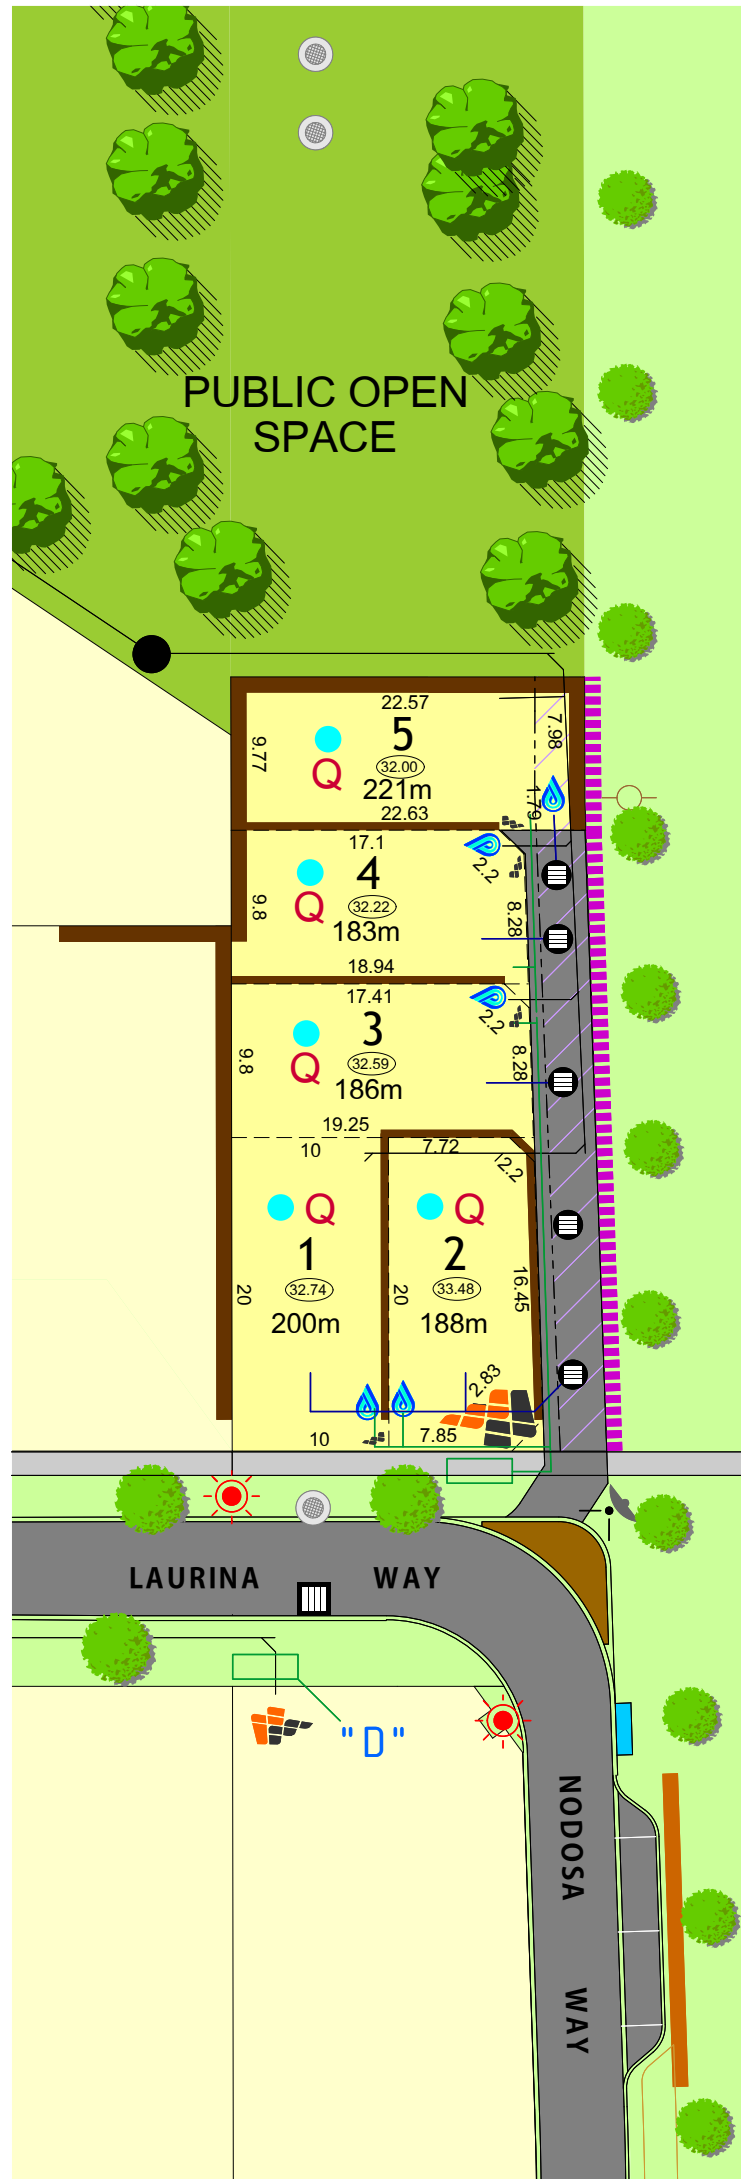 PUBLIC OPEN
SPACE
22.57
5
7.98
9.77
32.00
Q
221m
1.79
22.63
17.1
4
2.2
9.8
Q
32.22
183m
8.28
18.94
17.41
3
2.2
9.8
Q
32.59
186m
8.28
19.25
10
7.72
2.2
Q
Q
1
2
20
32.74
20
33.48
16.45
200m
188m
2.83
10
7.85
LAURINA WAY
"D"
NODOSA WAY